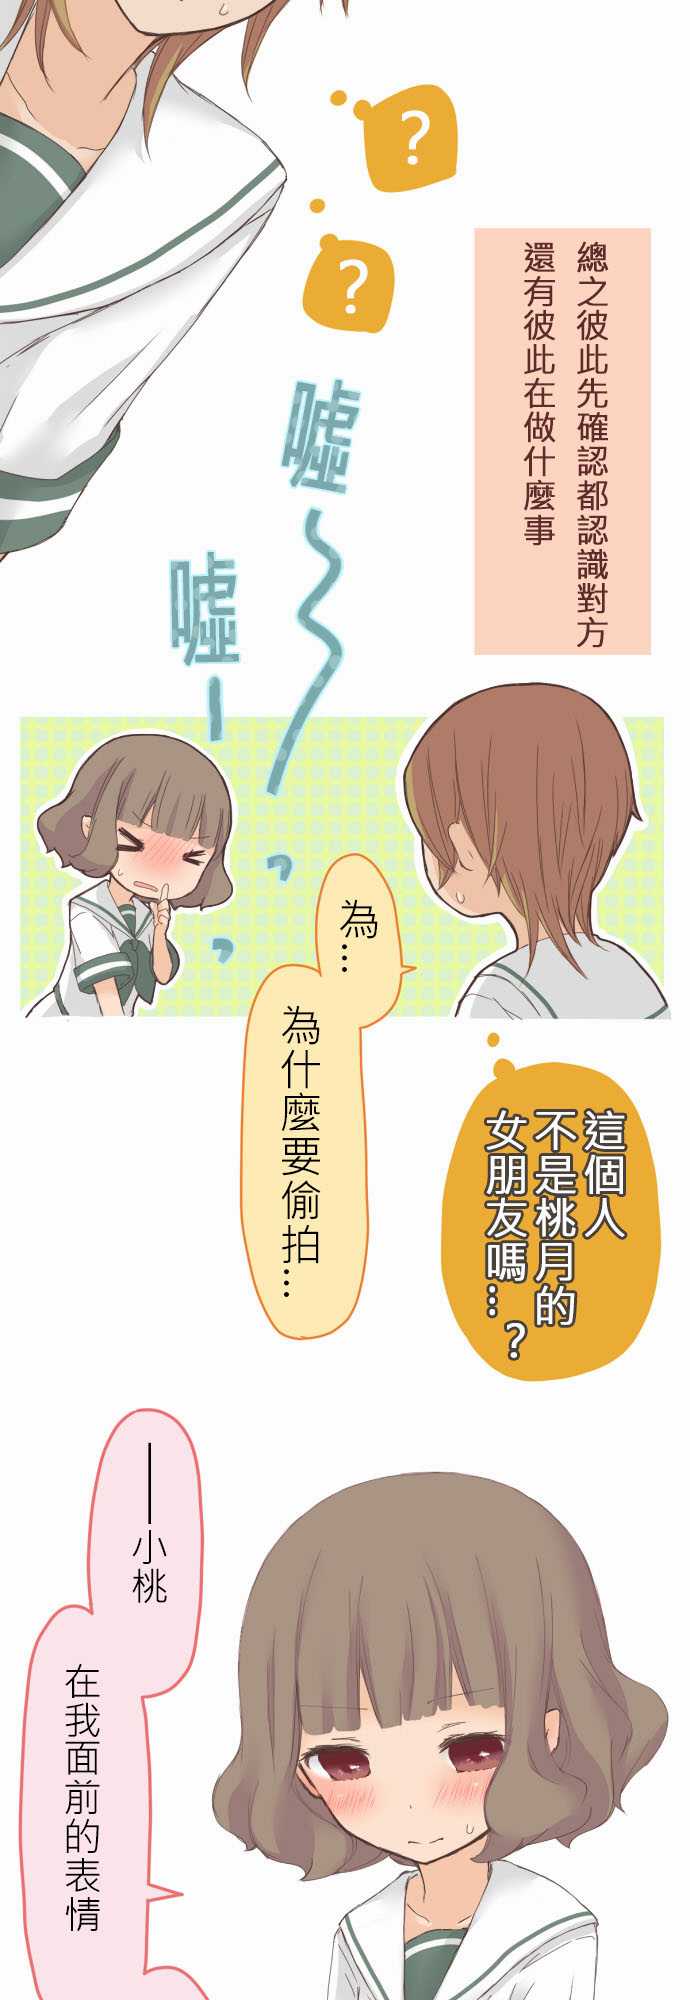 ?
?
總之彼此先確認都認識對方
還有彼此在做什麼事
噓～
噓—
為…
為什麼要偷拍…
這個人
不是桃月的
女朋友嗎…?
——小桃
在我面前的表情